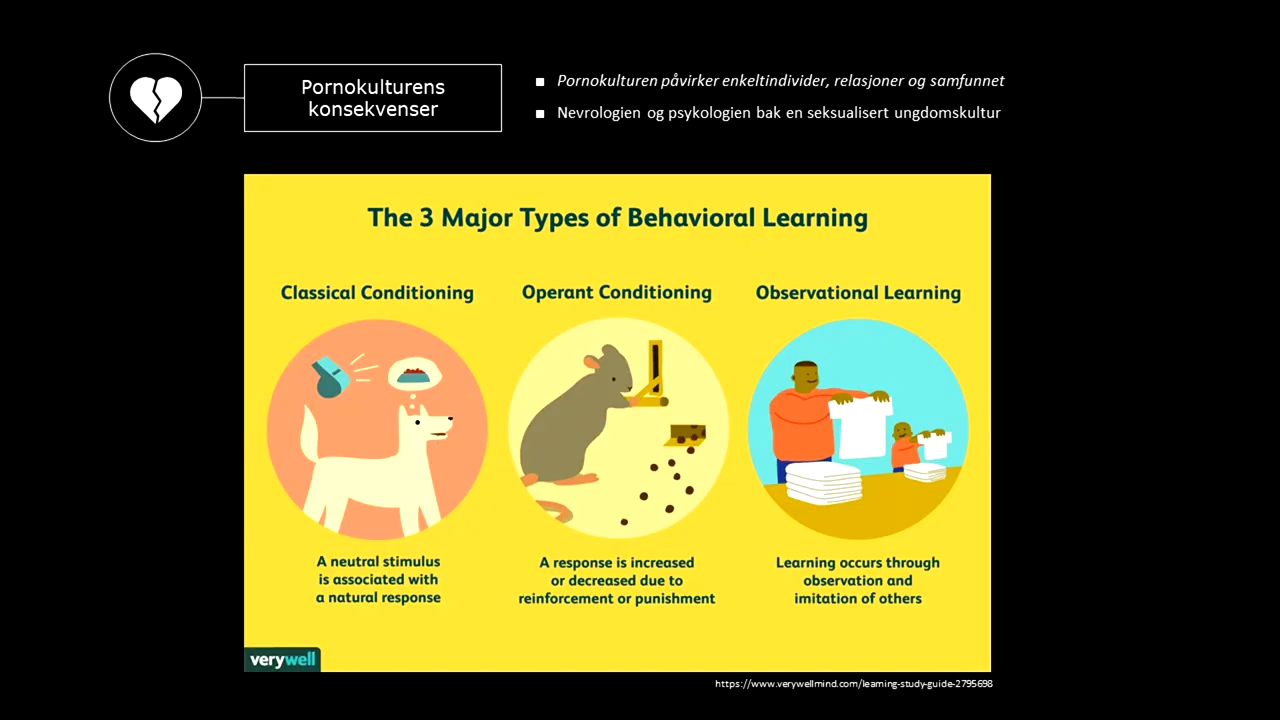 Pornokulturens
konsekvenser
▪ Pornokulturen påvirker enkeltindivider, relasjoner og samfunnet
▪ Nevrologien og psykologien bak en seksualisert ungdomskultur
The 3 Major Types of Behavioral Learning
Classical Conditioning
A neutral stimulus
is associated with
a natural response
Operant Conditioning
A response is increased
or decreased due to
reinforcement or punishment
Observational Learning
Learning occurs through
observation and
imitation of others
verywell
https://www.verywellmind.com/learning-study-guide-2795698